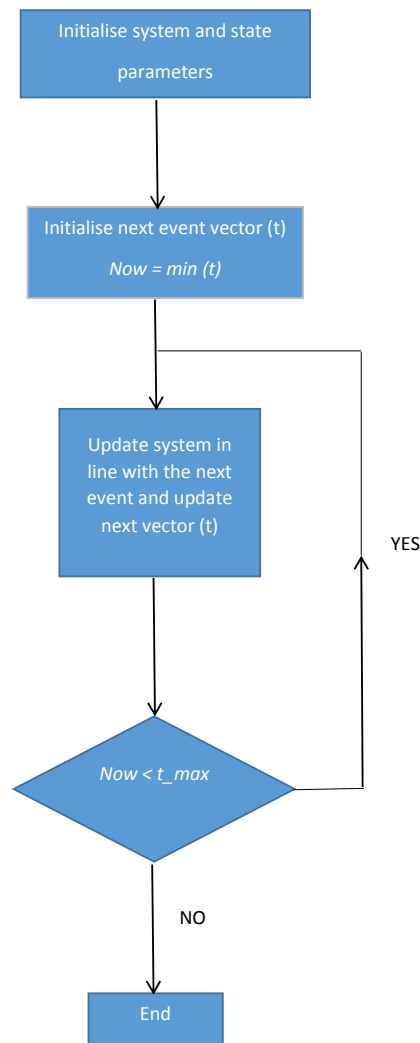 Initialise system and state
parameters
Initialise next event vector (t)
Now = min (t)
Update system in
line with the next
event and update
next vector (t)
YES
Now < t_max
NO
End